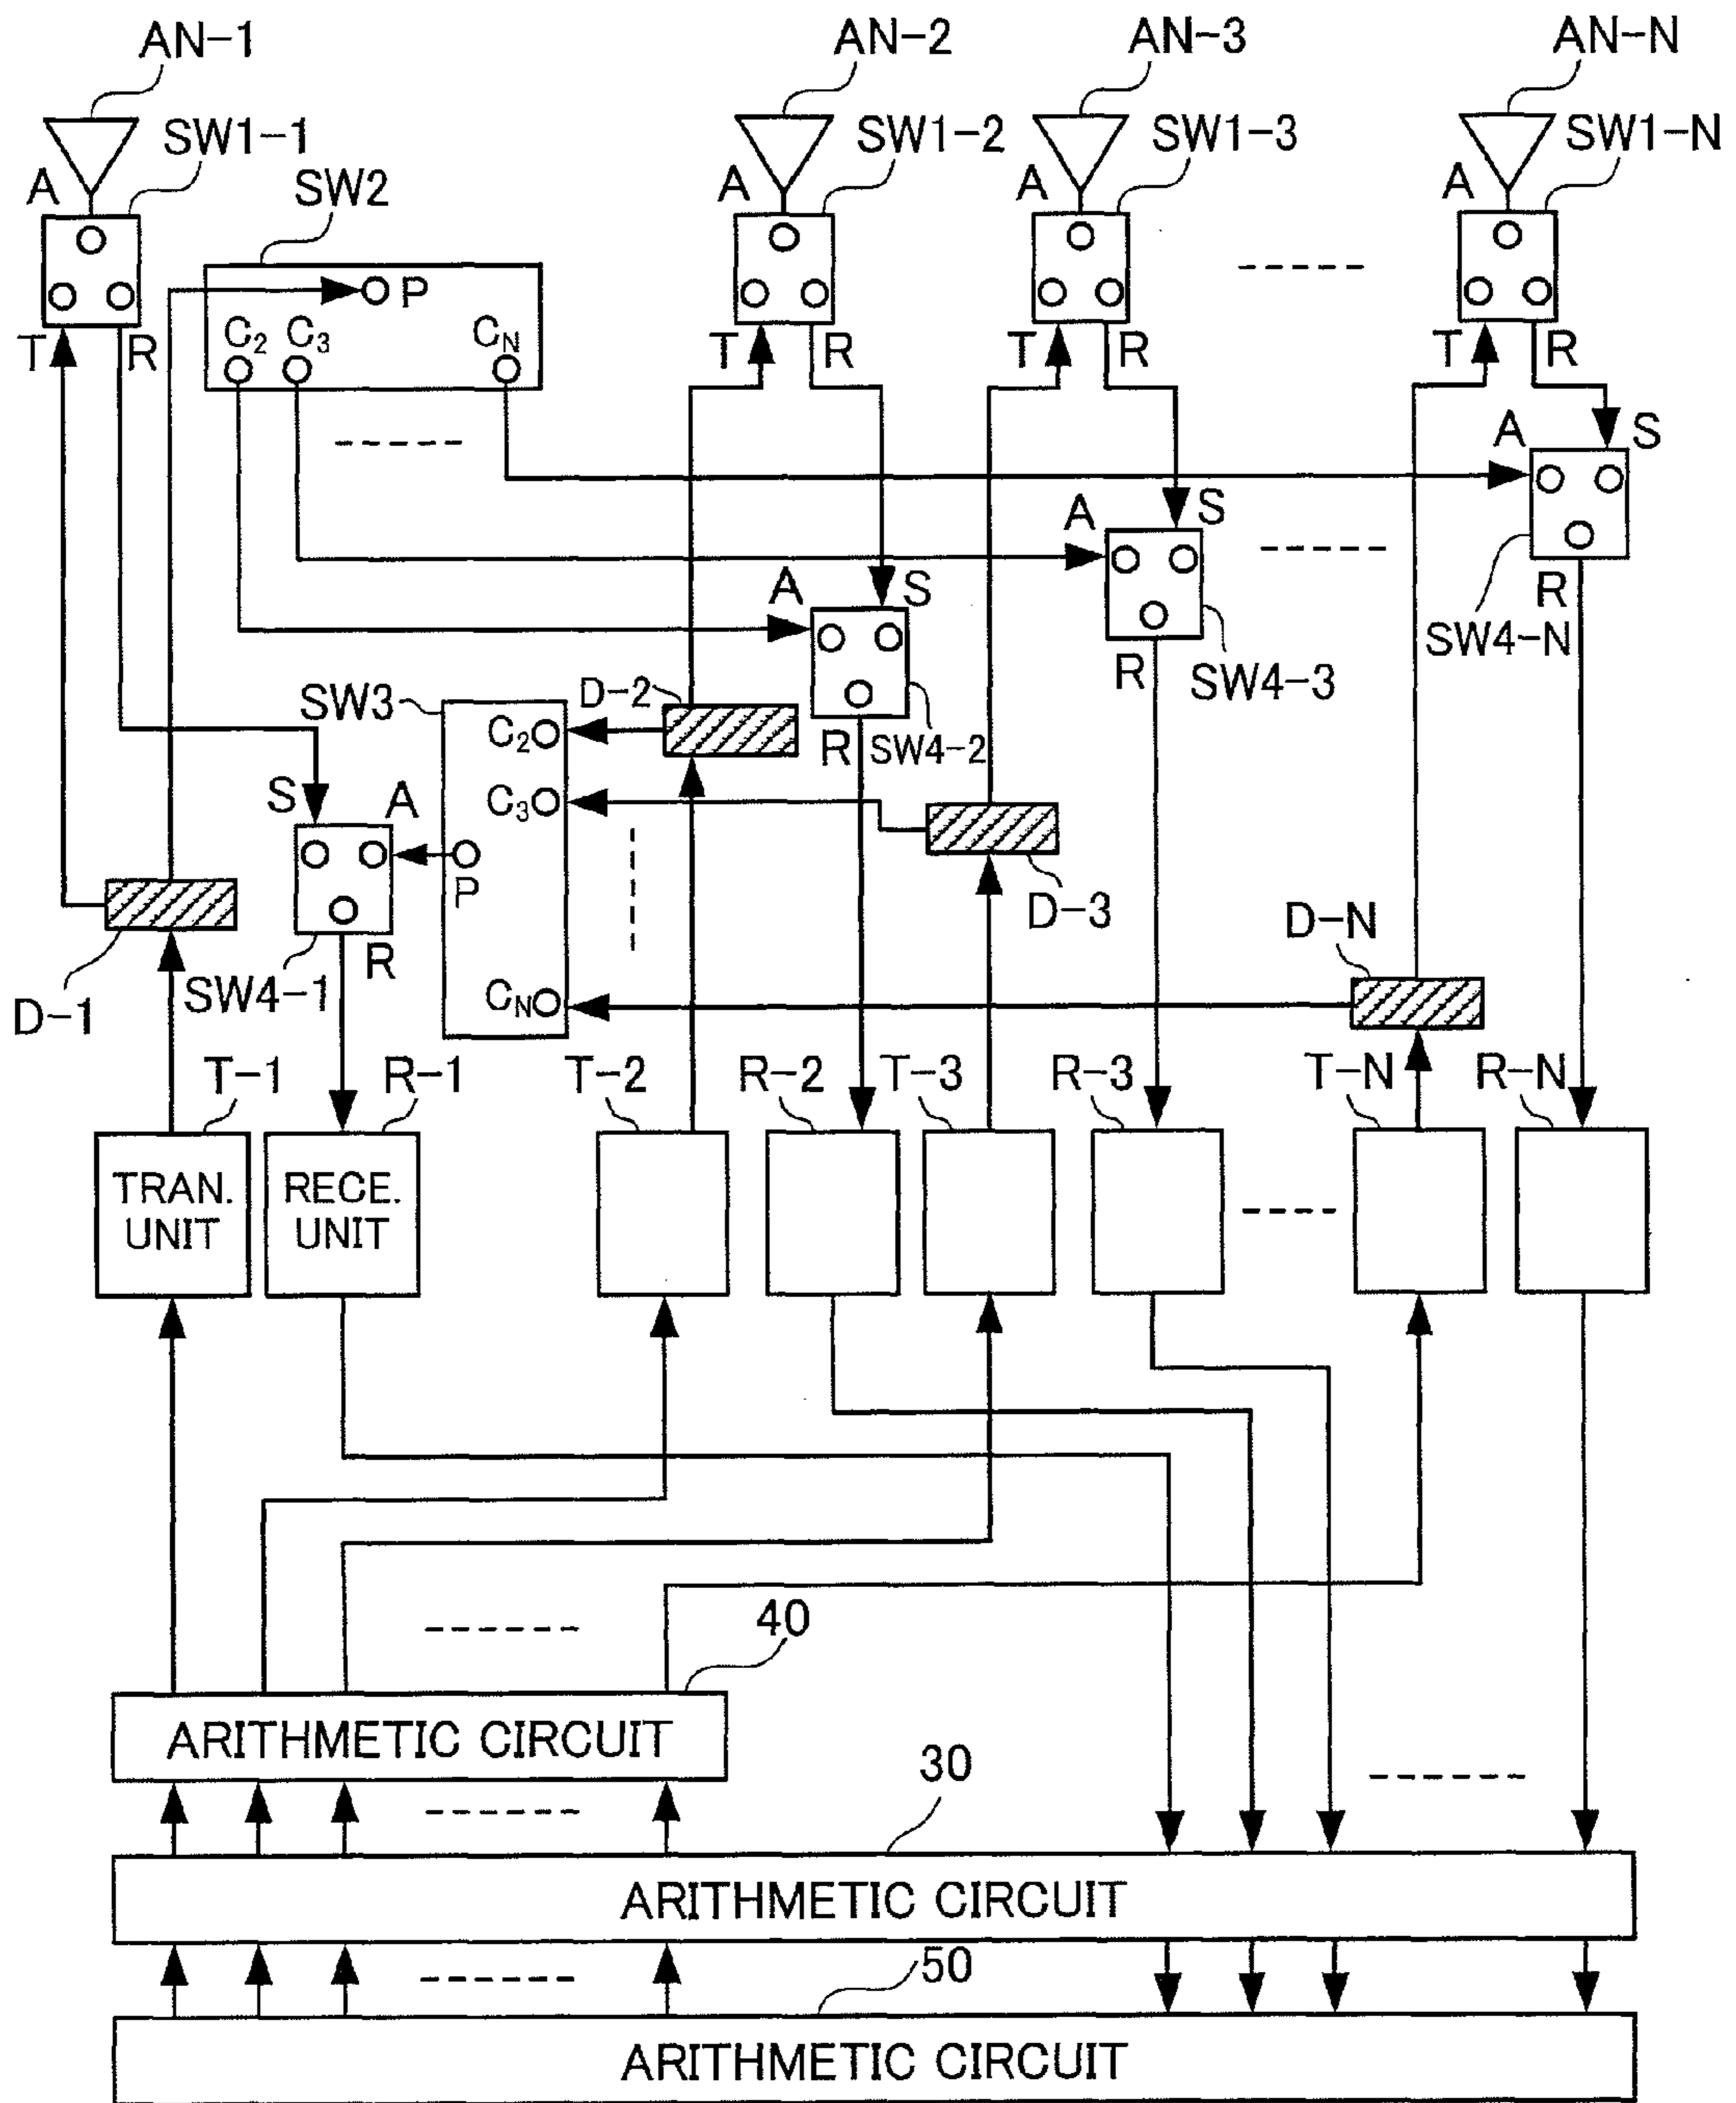 AN-1
AN-2
AN-3
AN-N
SW1-1
SW1-2
SW1-3
SW1-N
A
SW2
A
A
A
P
C2
C3
CN
T
R
T
R
T
R
T
R
A
S
A
S
A
S
R
SW4-N
R
SW4-3
SW3
D-2
C2
R
SW4-2
S
A
C3
P
D-3
D-N
D-1
SW4-1
R
CN
T-1
R-1
T-2
R-2
T-3
R-3
T-N
R-N
TRAN.
UNIT
RECE.
UNIT
40
ARITHMETIC CIRCUIT
30
ARITHMETIC CIRCUIT
50
ARITHMETIC CIRCUIT